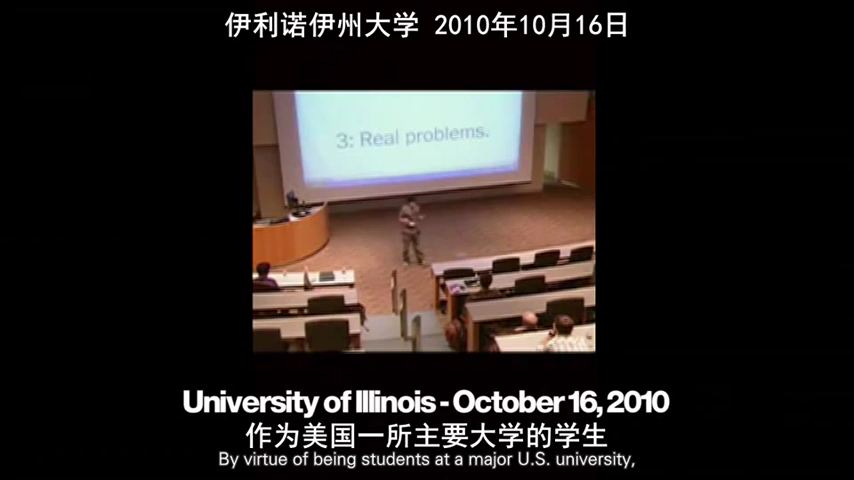 伊利诺伊州大学 2010年10月16日
3: Real problems.
University of Illinois - October 16, 2010
作为美国一所主要大学的学生
By virtue of being students at a major U.S. university,